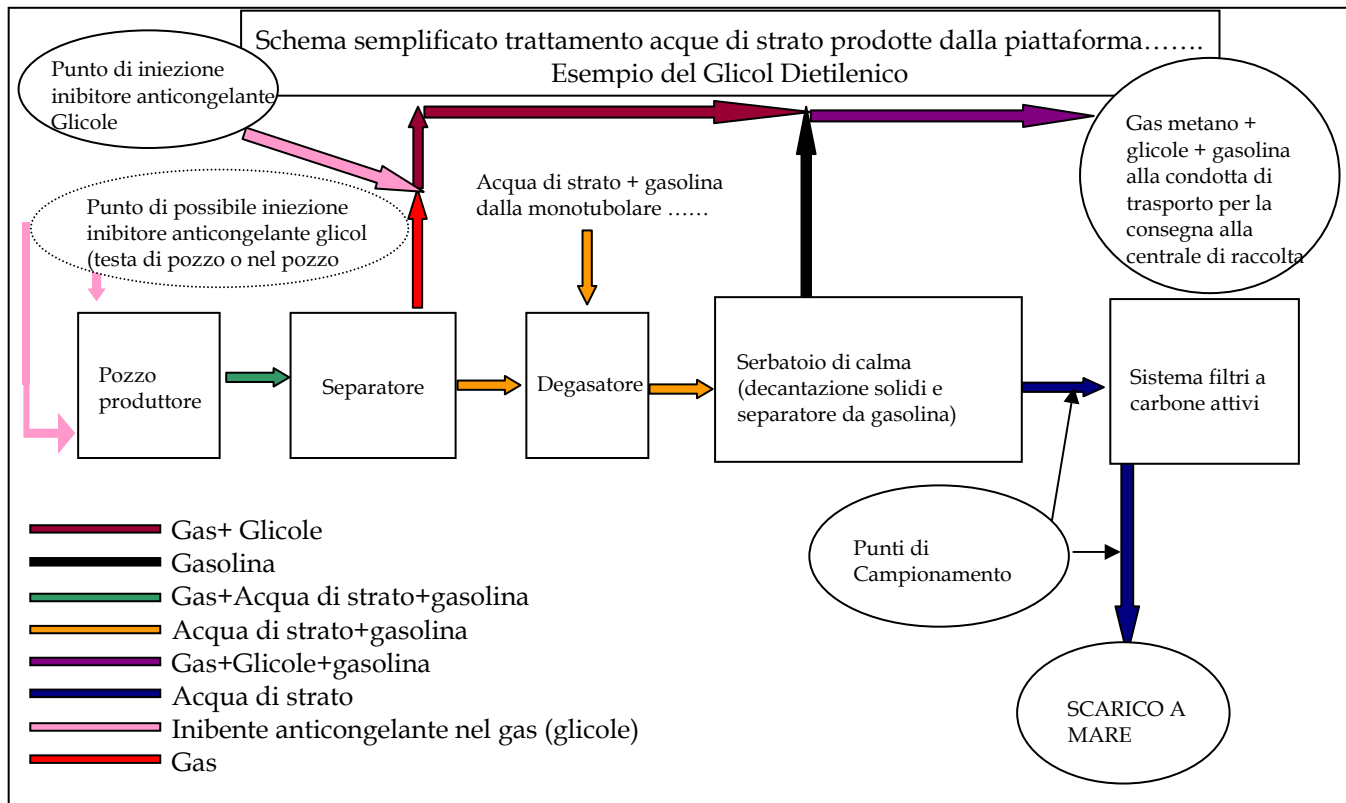 Schema semplificato trattamento acque di strato prodotte dalla piattaforma…….
Esempio del Glicol Dietilenico
Punto di iniezione
inibitore anticongelante
Glicole
Gas metano +
glicole + gasolina
alla condotta di
trasporto per la
consegna alla
centrale di raccolta
Punto di possibile iniezione
inibitore anticongelante glicol
(testa di pozzo o nel pozzo
Acqua di strato + gasolina
dalla monotubolare ……
Pozzo
produttore
Separatore
Degasatore
Serbatoio di calma
(decantazione solidi e
separatore da gasolina)
Sistema filtri a
carbone attivi
Gas+ Glicole
Gasolina
Gas+Acqua di strato+gasolina
Acqua di strato+gasolina
Gas+Glicole+gasolina
Acqua di strato
Inibente anticongelante nel gas (glicole)
Gas
Punti di
Campionamento
SCARICO A
MARE